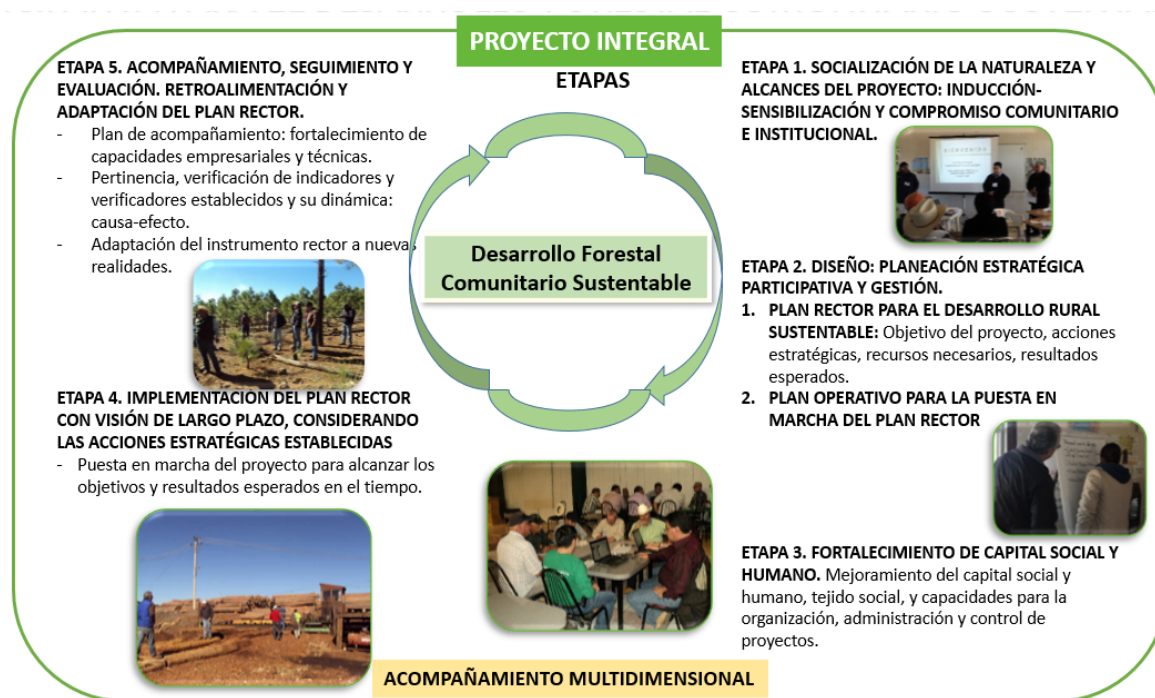 PROYECTO INTEGRAL
ETAPAS
ETAPA 1. SOCIALIZACIÓN DE LA NATURALEZA Y
ALCANCES DEL PROYECTO: INDUCCIÓN-
SENSIBILIZACIÓN Y COMPROMISO COMUNITARIO
E INSTITUCIONAL.
BIENVENIDA
ETAPA 2. DISEÑO: PLANEACIÓN ESTRATÉGICA
PARTICIPATIVA Y GESTIÓN.
1. PLAN RECTOR PARA EL DESARROLLO RURAL
SUSTENTABLE: Objetivo del proyecto, acciones
estratégicas, recursos necesarios, resultados
esperados.
2. PLAN OPERATIVO PARA LA PUESTA EN
MARCHA DEL PLAN RECTOR
ETAPA 3. FORTALECIMIENTO DE CAPITAL SOCIAL Y
HUMANO. Mejoramiento del capital social y
humano, tejido social, y capacidades para la
organización, administración y control de
proyectos.
ETAPA 4. IMPLEMENTACIÓN DEL PLAN RECTOR
CON VISIÓN DE LARGO PLAZO, CONSIDERANDO
LAS ACCIONES ESTRATÉGICAS ESTABLECIDAS
- Puesta en marcha del proyecto para alcanzar los
objetivos y resultados esperados en el tiempo.
ETAPA 5. ACOMPAÑAMIENTO, SEGUIMIENTO Y
EVALUACIÓN. RETROALIMENTACIÓN Y
ADAPTACIÓN DEL PLAN RECTOR.
- Plan de acompañamiento: fortalecimiento de
capacidades empresariales y técnicas.
- Pertinencia, verificación de indicadores y
verificadores establecidos y su dinámica:
causa-efecto.
- Adaptación del instrumento rector a nuevas
realidades.
Desarrollo Forestal
Comunitario Sustentable
ACOMPAÑAMIENTO MULTIDIMENSIONAL